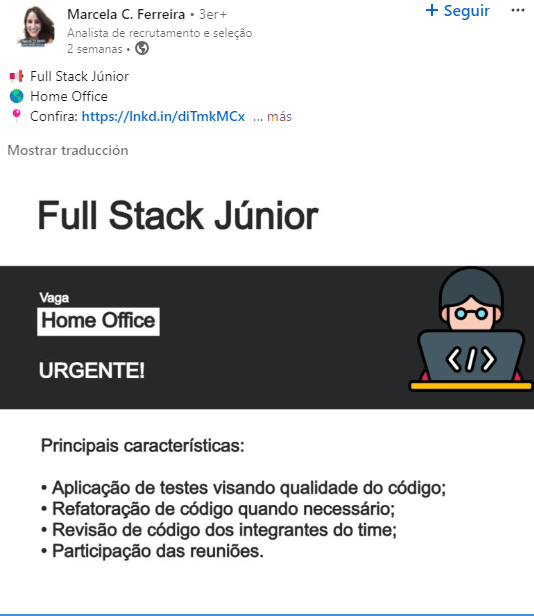 Marcela C. Ferreira • 3er+
+ Seguir
...
Analista de recrutamento e seleção
2 semanas •
Full Stack Júnior
Home Office
Confira: https://lnkd.in/diTmkMCx ... más
Mostrar traducción
Full Stack Júnior
Vaga
Home Office
URGENTE!
</>
Principais características:
• Aplicação de testes visando qualidade do código;
• Refatoração de código quando necessário;
• Revisão de código dos integrantes do time;
• Participação das reuniões.